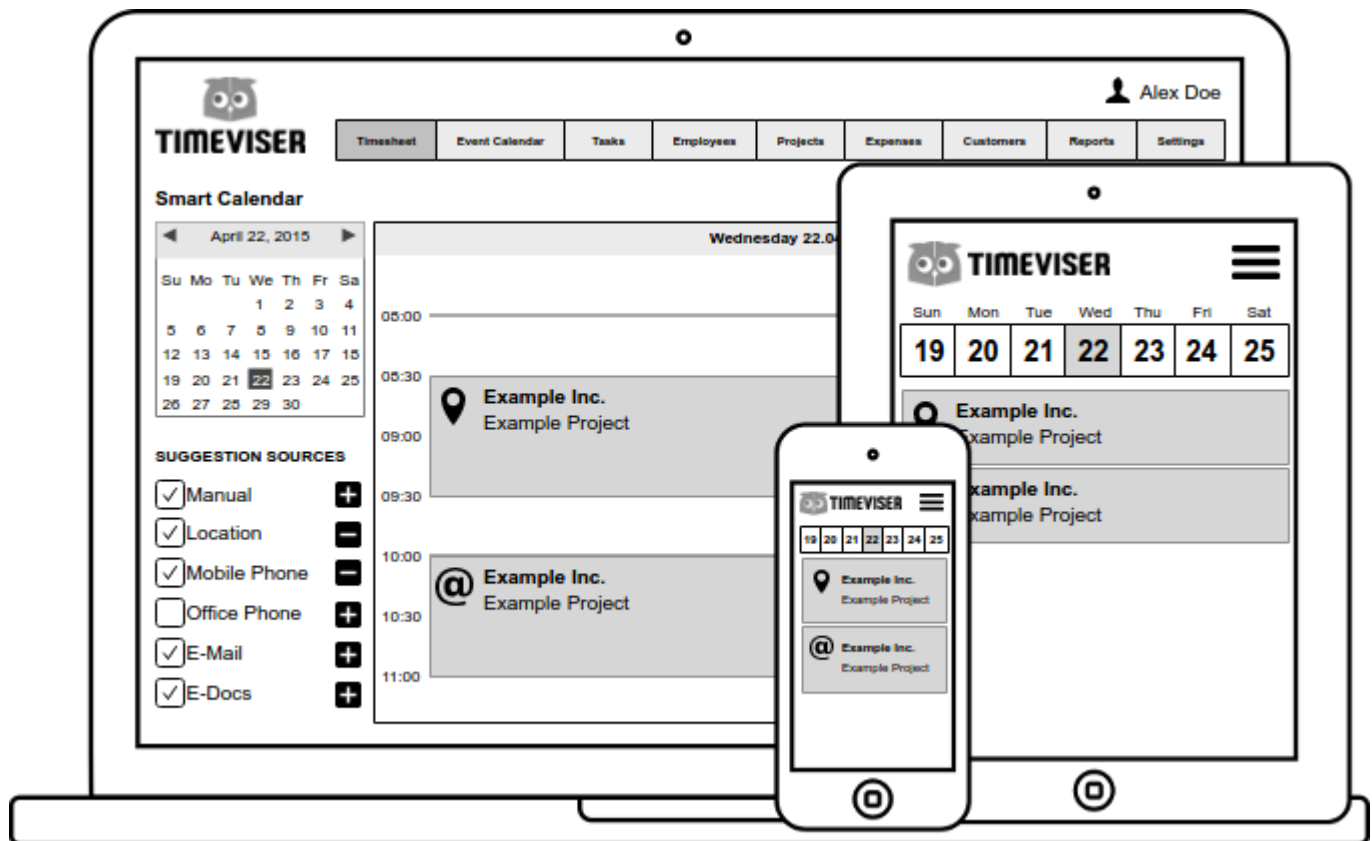 Alex Doe
TIMEVISER
Timesheet Event Calendar Tasks Employees Projects Expenses Customers Reports Settings
Smart Calendar
April 22, 2015
Su Mo Tu We Th Fr Sa
1 2 3 4
5 6 7 8 9 10 11
12 13 14 15 16 17 18
19 20 21 22 23 24 25
26 27 28 29 30
SUGGESTION SOURCES
Manual
Location
Mobile Phone
Office Phone
E-Mail
E-Docs
Wednesday 22.04
08:00
08:30
Example Inc.
Example Project
09:00
09:30
10:00
@ Example Inc.
Example Project
10:30
11:00
TIMEVISER
Sun Mon Tue Wed Thu Fri Sat
19 20 21 22 23 24 25
Example Inc.
Example Project
xample Inc.
xample Project
TIMEVISER
19 20 21 22 23 24 25
Example Inc.
Example Project
@ Example Inc.
Example Project